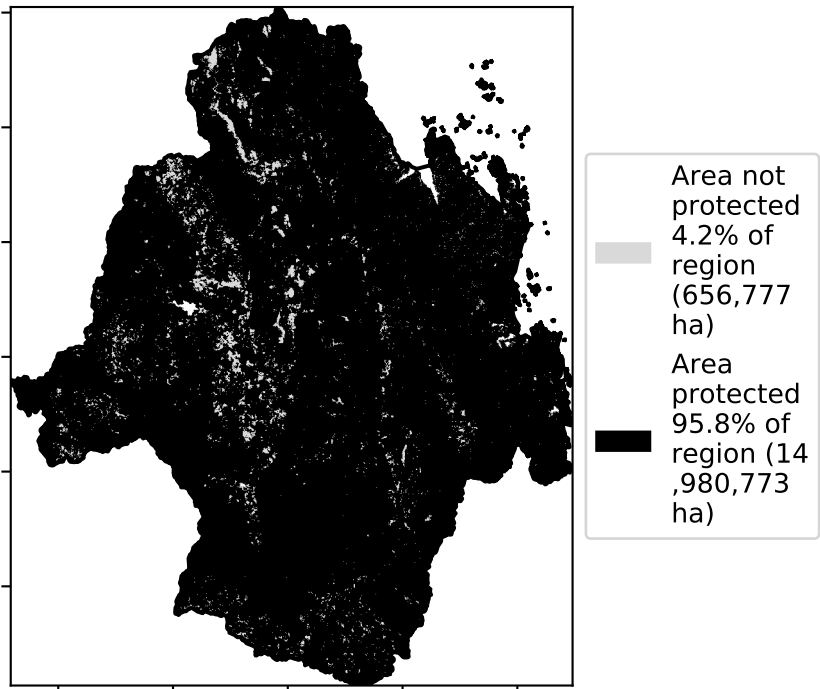 Area not
protected
4.2% of
region
(656,777
ha)
Area
protected
95.8% of
region (14
,980,773
ha)